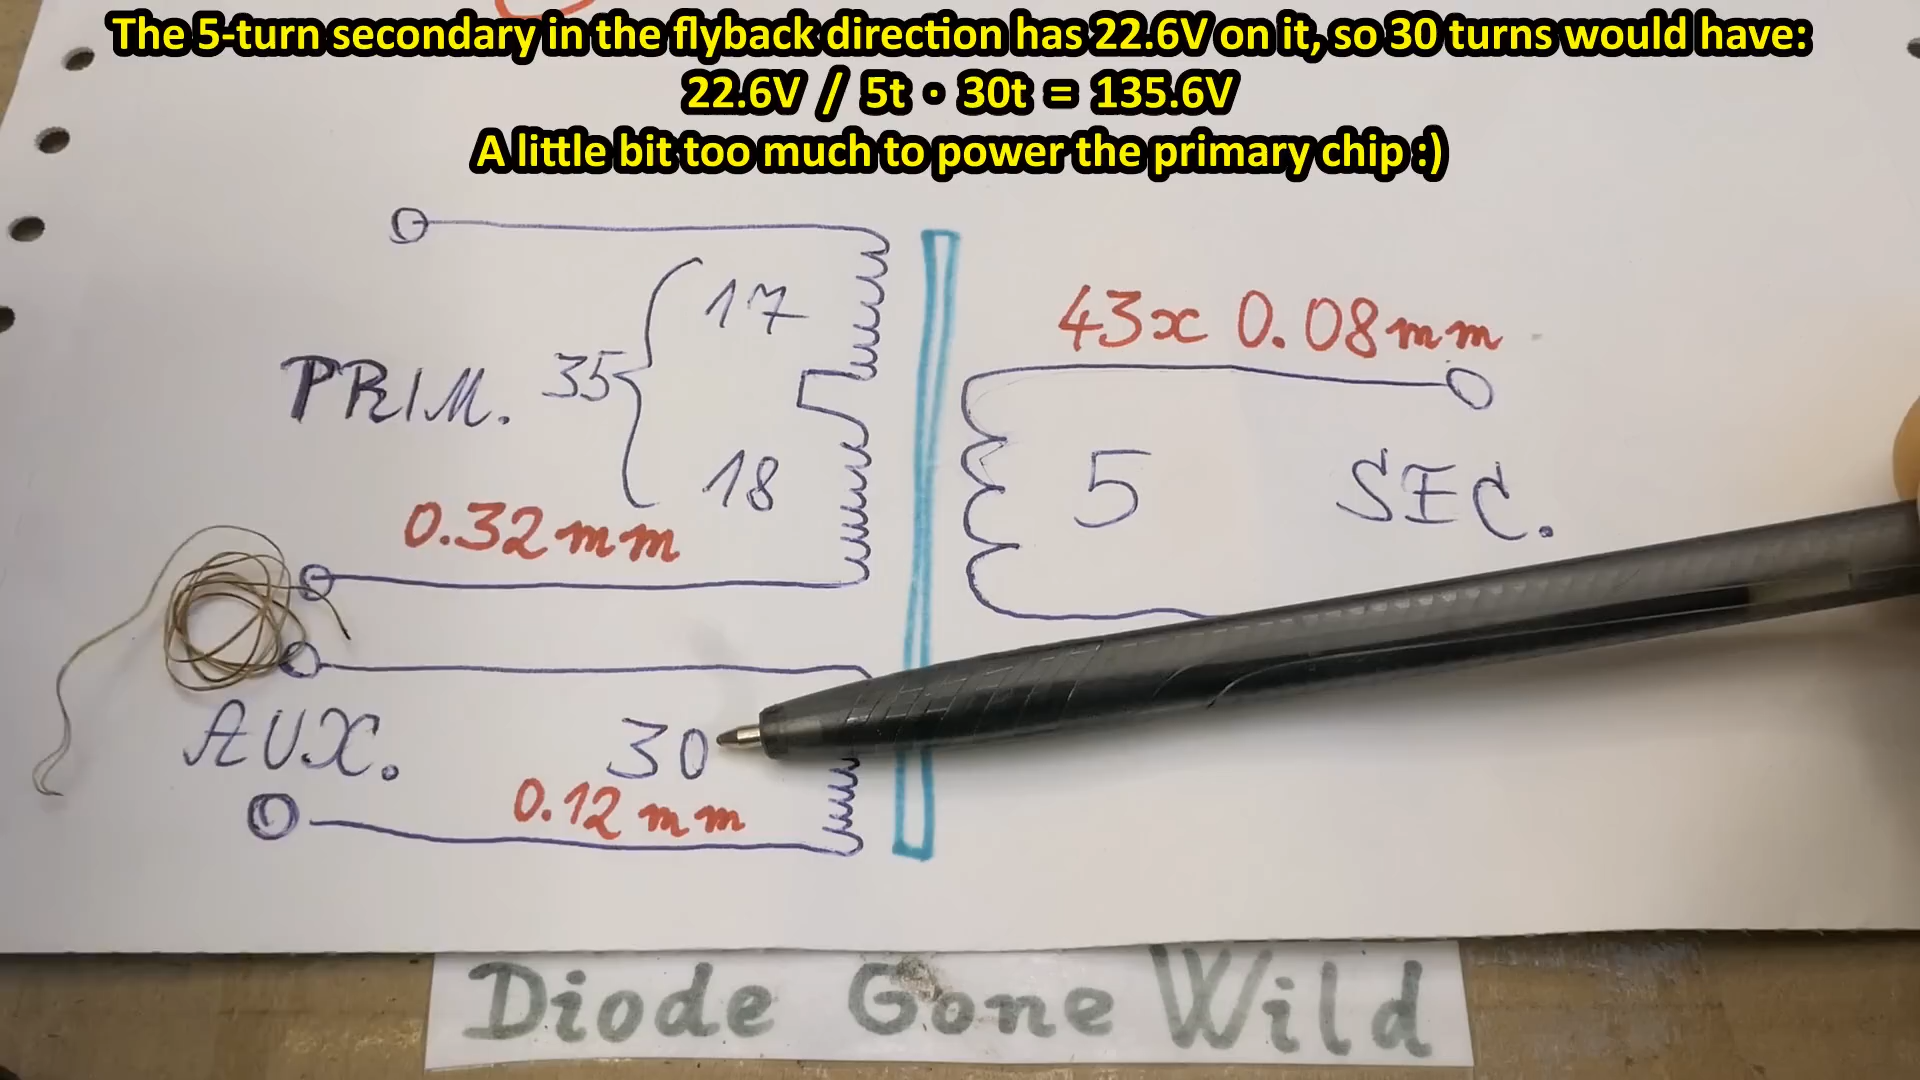 The 5-turn secondary in the flyback direction has 22.6V on it, so 30 turns would have:
22.6V / 5t • 30t = 135.6V
A little bit too much to power the primary chip :)
17
43x 0.08mm
PRIM. 35
18
5 SEC.
0.32mm
AUX. 30
0.12mm
Diode Gone Wild